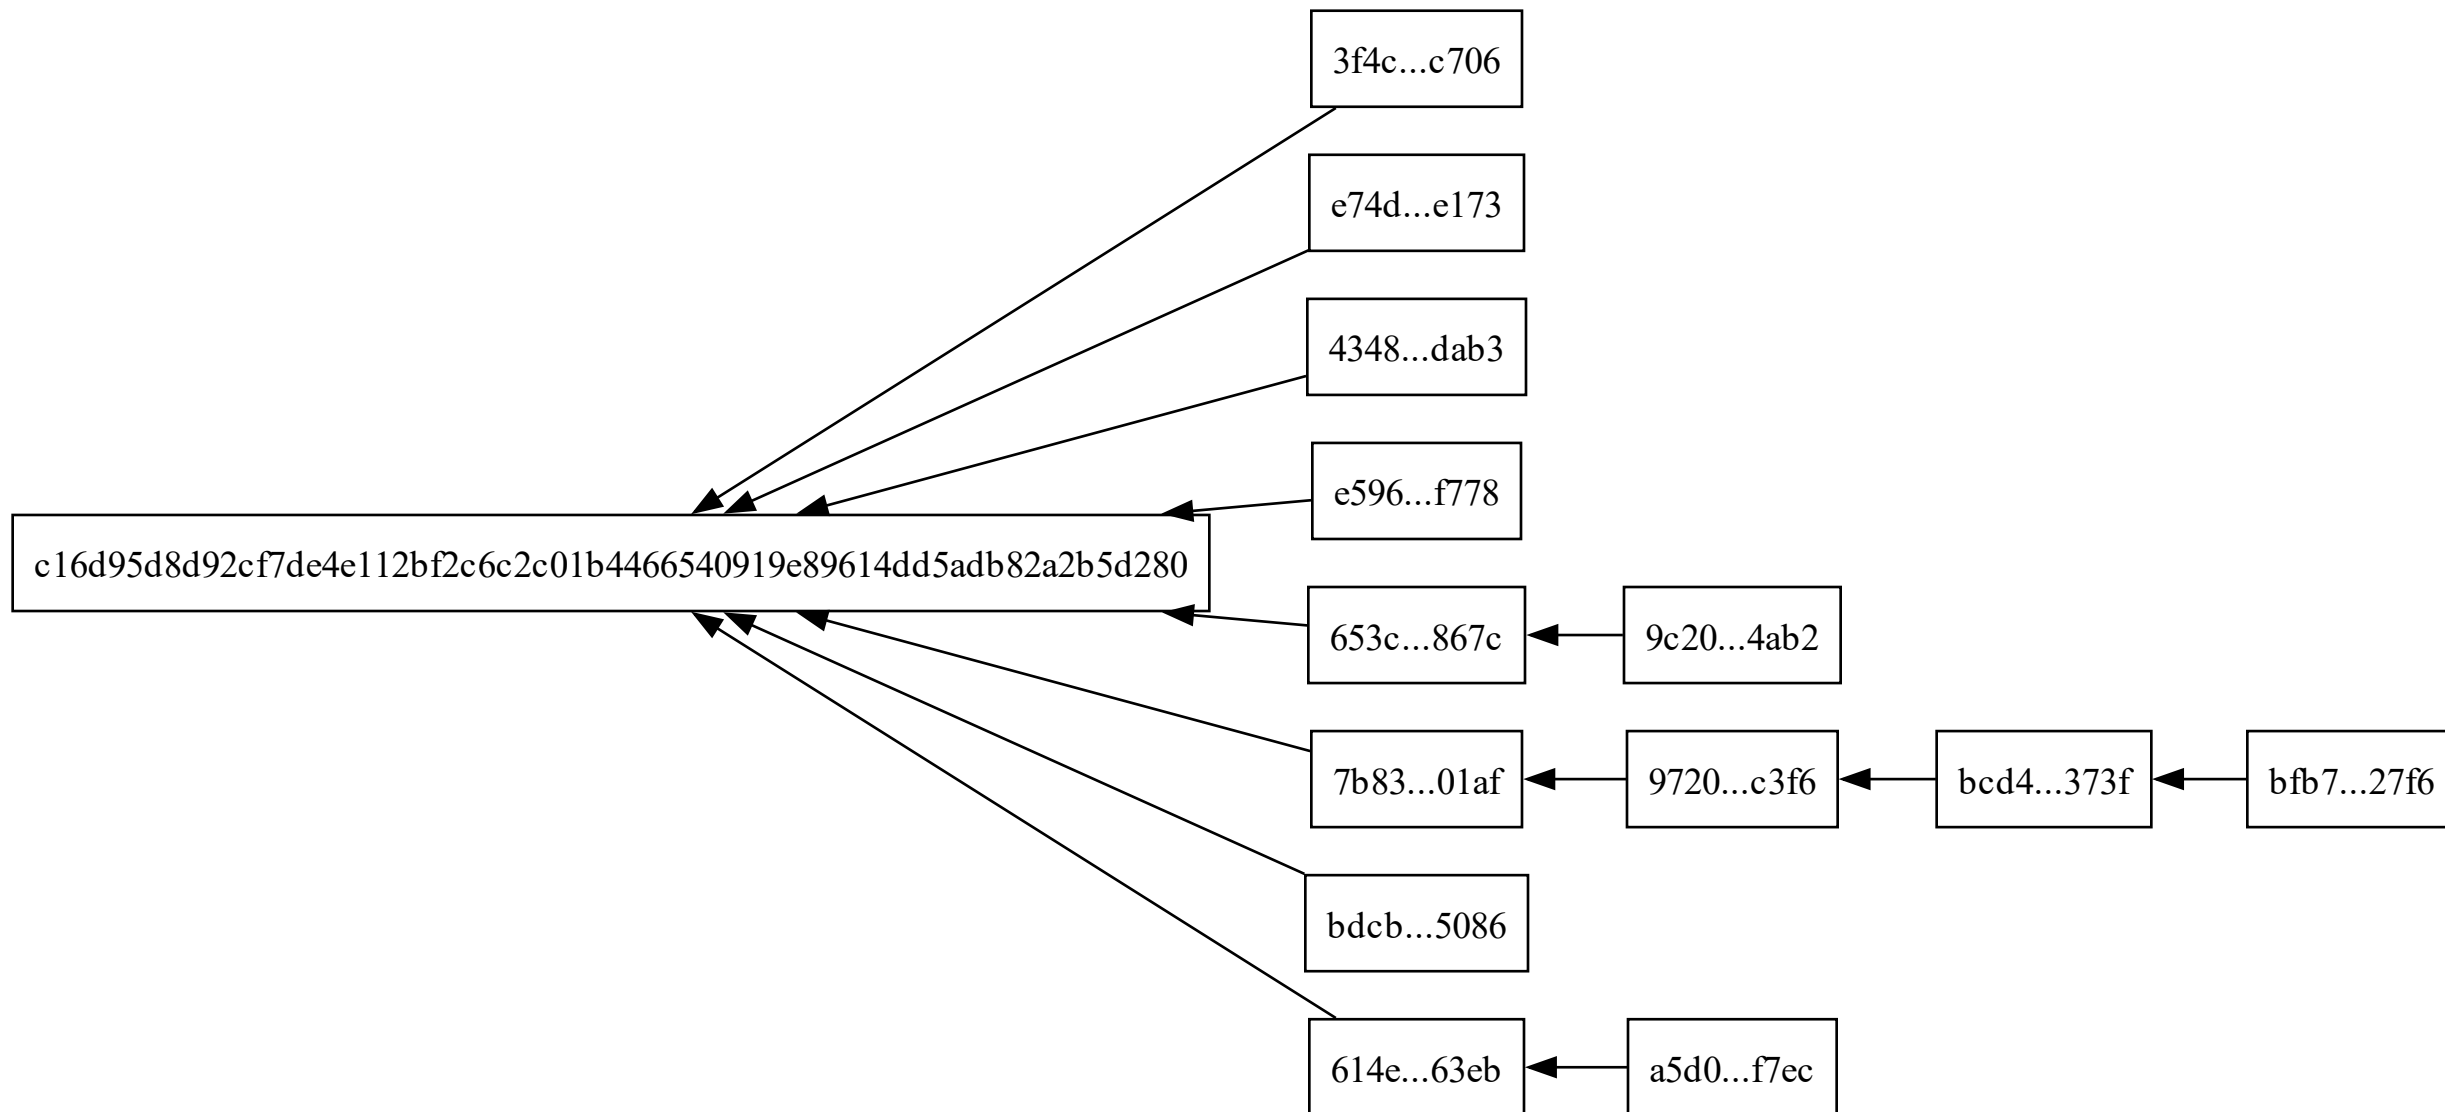 3f4c...c706
e74d...e173
4348...dab3
e596...f778
c16d95d8d92cf7de4e112bf2c6c2c01b4466540919e89614dd5adb82a2b5d280
653c...867c
9c20...4ab2
7b83...01af
9720...c3f6
bcd4...373f
bfb7...27f6
bdcb...5086
614e...63eb
a5d0...f7ec